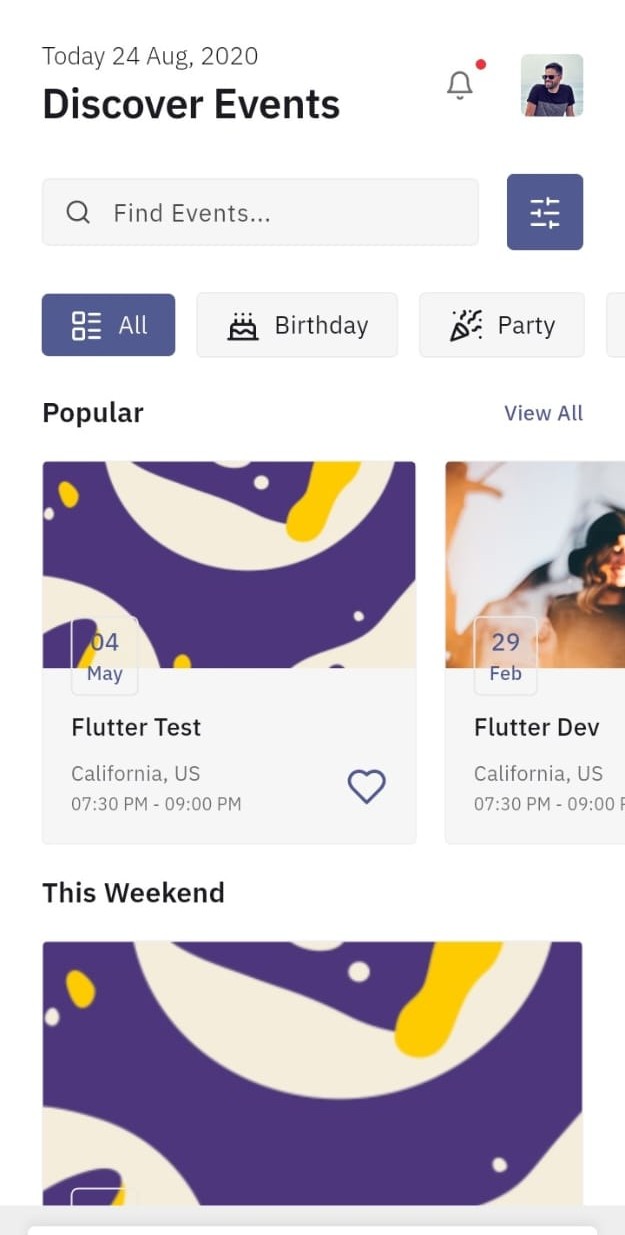 Today 24 Aug, 2020
Discover Events
Find Events...
All
Birthday
Party
Popular
View All
04
May
Flutter Test
California, US
07:30 PM - 09:00 PM
29
Feb
Flutter Dev
California, US
07:30 PM - 09:00
This Weekend